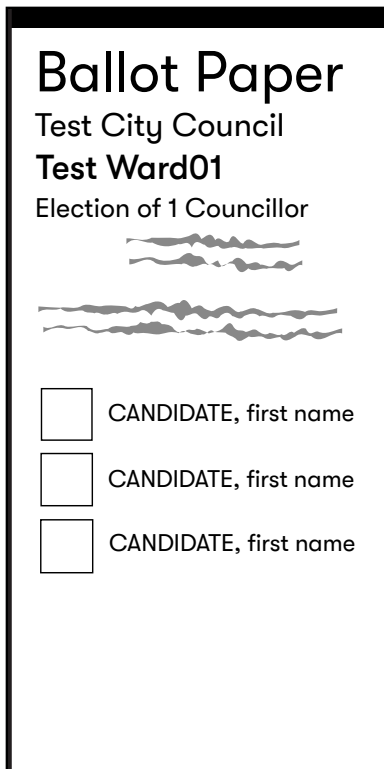 Ballot Paper
Test City Council
Test Ward01
Election of 1 Councillor
CANDIDATE, first name
CANDIDATE, first name
CANDIDATE, first name